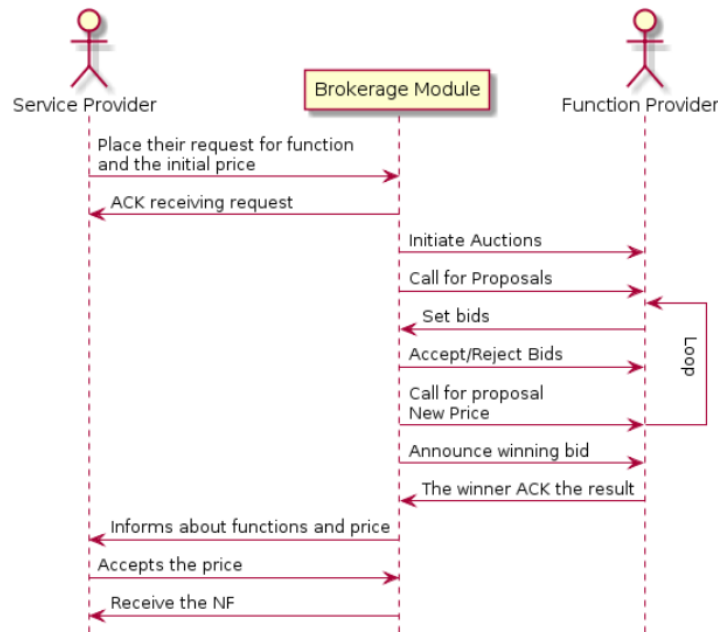 Service Provider
Brokerage Module
Function Provider
Place their request for function
and the initial price
ACK receiving request
Initiate Auctions
Call for Proposals
Set bids
Accept/Reject Bids
Loop
Call for proposal
New Price
Announce winning bid
The winner ACK the result
Informs about functions and price
Accepts the price
Receive the NF